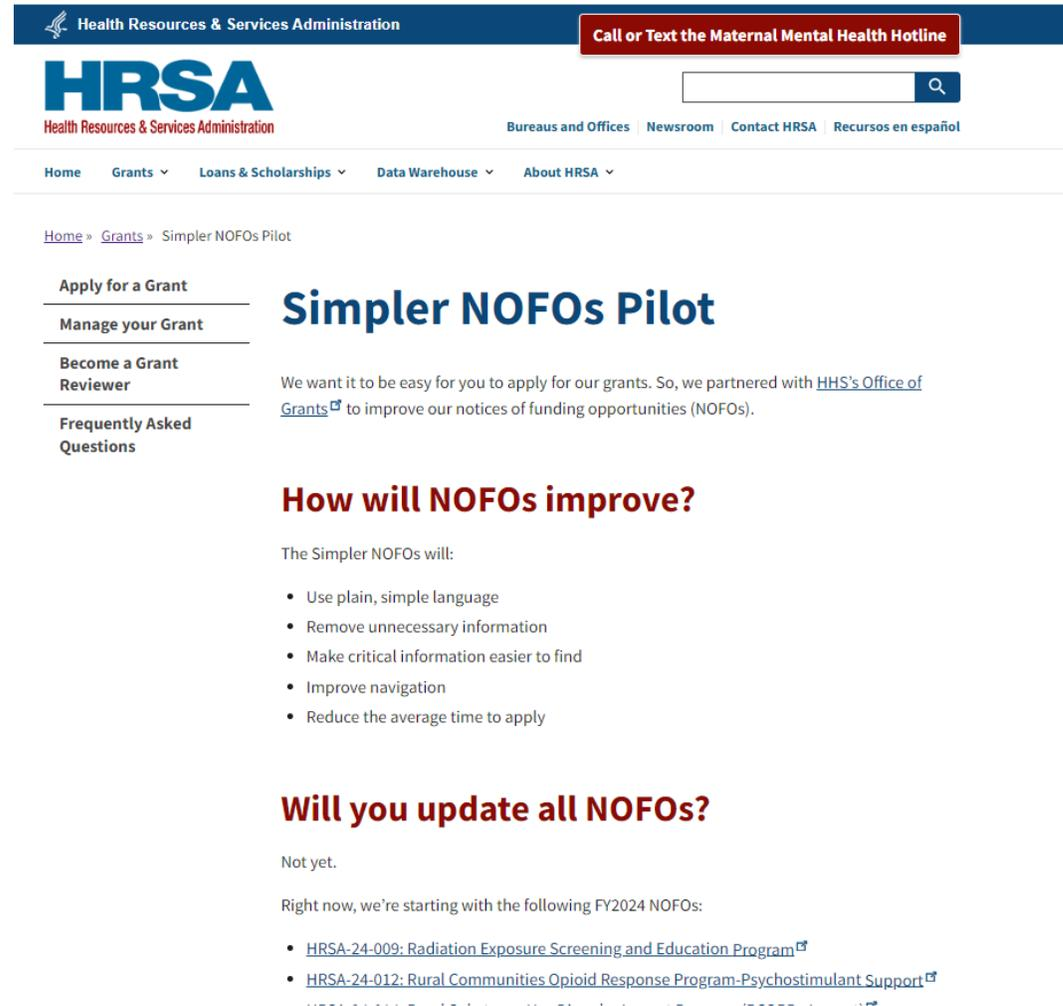 Health Resources & Services Administration
Call or Text the Maternal Mental Health Hotline
HRSA
Health Resources & Services Administration
Bureaus and Offices
Newsroom
Contact HRSA
Recursos en español
Home
Grants
Loans & Scholarships
Data Warehouse
About HRSA
Home » Grants » Simpler NOFOs Pilot
Apply for a Grant
Manage your Grant
Become a Grant
Reviewer
Frequently Asked
Questions
Simpler NOFOs Pilot
We want it to be easy for you to apply for our grants. So, we partnered with HHS's Office of
Grants to improve our notices of funding opportunities (NOFOs).
How will NOFOs improve?
The Simpler NOFOs will:
• Use plain, simple language
• Remove unnecessary information
• Make critical information easier to find
• Improve navigation
• Reduce the average time to apply
Will you update all NOFOs?
Not yet.
Right now, we're starting with the following FY2024 NOFOs:
• HRSA-24-009: Radiation Exposure Screening and Education Program
• HRSA-24-012: Rural Communities Opioid Response Program-Psychostimulant Support